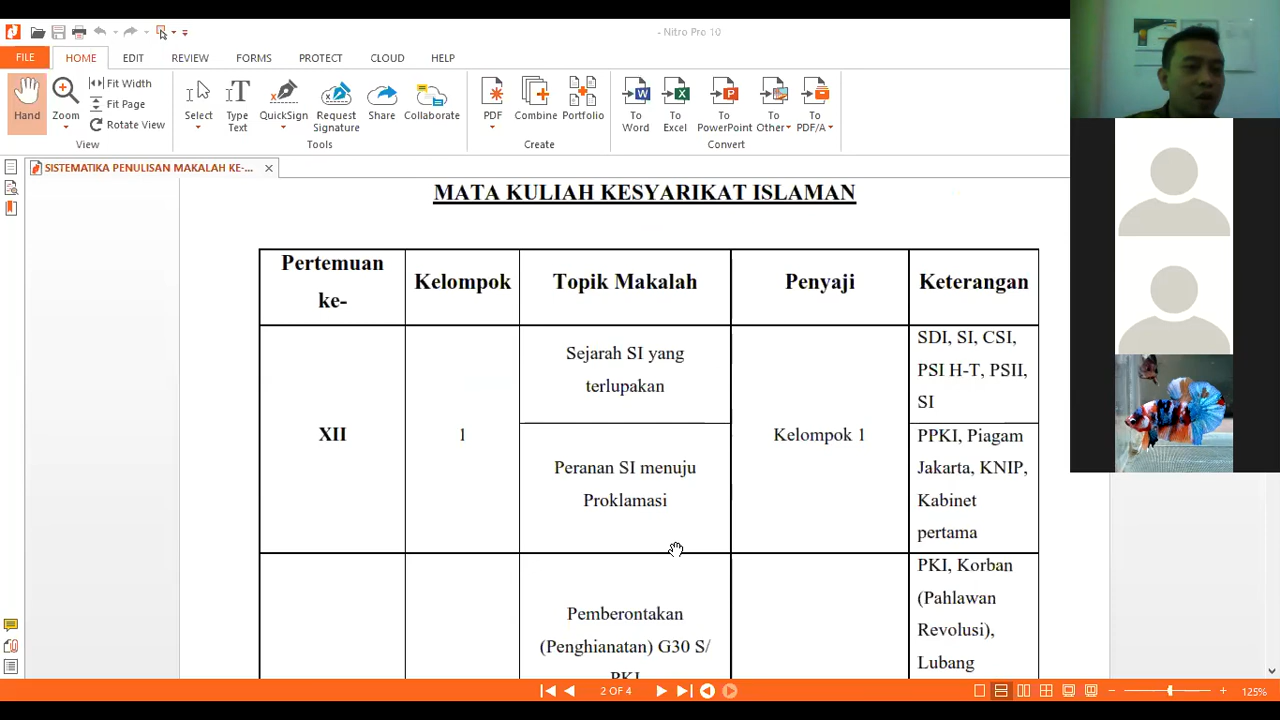 - Nitro Pro 10
FILE
HOME
EDIT
REVIEW
FORMS
PROTECT
CLOUD
HELP
Hand
Zoom
Fit Width
Fit Page
Rotate View
View
Select
Type Text
QuickSign
Request Signature
Share
Collaborate
Tools
PDF
Combine
Portfolio
Create
To Word
To Excel
To PowerPoint
To Other
To PDF/A
Convert
SISTEMATIKA PENULISAN MAKALAH KE-...
MATA KULIAH KESYARIKAT ISLAMAN
Pertemuan
ke-
Kelompok
Topik Makalah
Penyaji
Keterangan
XII
1
Sejarah SI yang
terlupakan
Kelompok 1
SDI, SI, CSI,
PSI H-T, PSII,
SI
Peranan SI menuju
Proklamasi
PPKI, Piagam
Jakarta, KNIP,
Kabinet
pertama
Pemberontakan
(Penghianatan) G30 S/
PKI
PKI, Korban
(Pahlawan
Revolusi),
Lubang
2 OF 4
125%